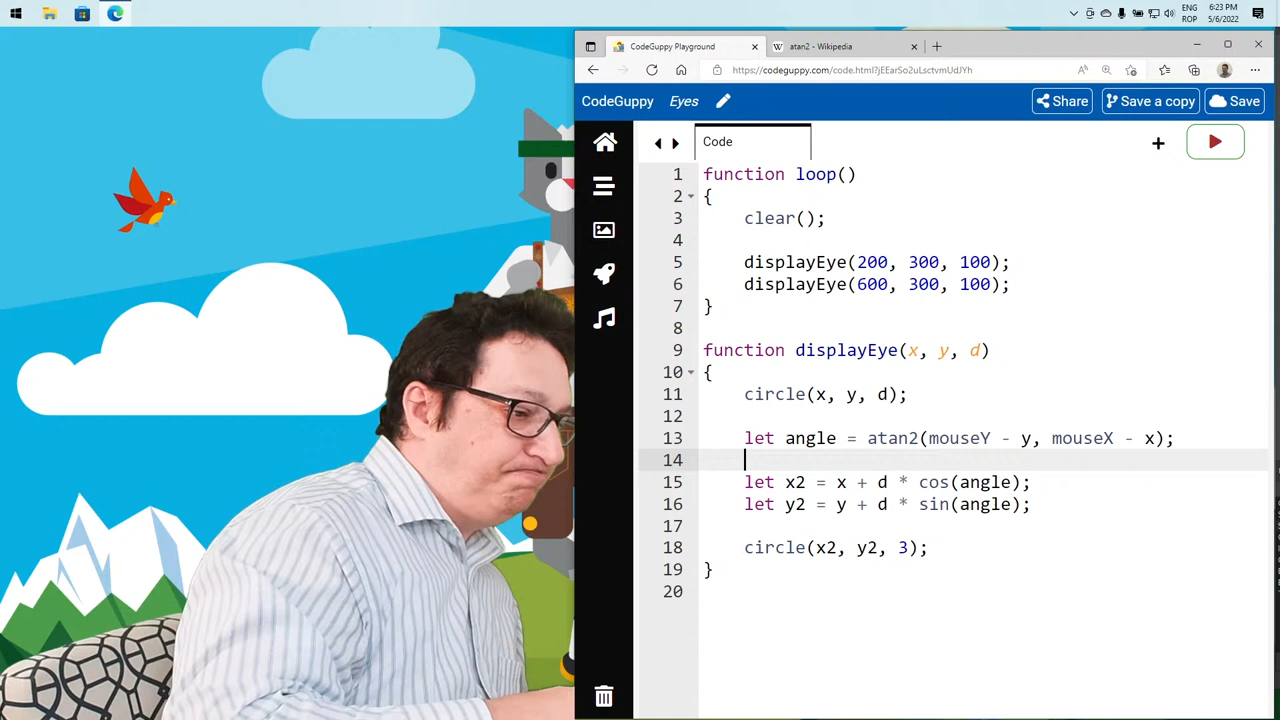 ENG
ROP
6:23 PM
5/6/2022
CodeGuppy Playground
W
atan2 - Wikipedia
https://codeguppy.com/code.html?jEEarSo2uLsctvmUdJYh
CodeGuppy
Eyes
Share
Save a copy
Save
Code
1 function loop()
2 {
3 clear();
4
5 displayEye(200, 300, 100);
6 displayEye(600, 300, 100);
7 }
8
9 function displayEye(x, y, d)
10 {
11 circle(x, y, d);
12
13 let angle = atan2(mouseY - y, mouseX - x);
14
15 let x2 = x + d * cos(angle);
16 let y2 = y + d * sin(angle);
17
18 circle(x2, y2, 3);
19 }
20